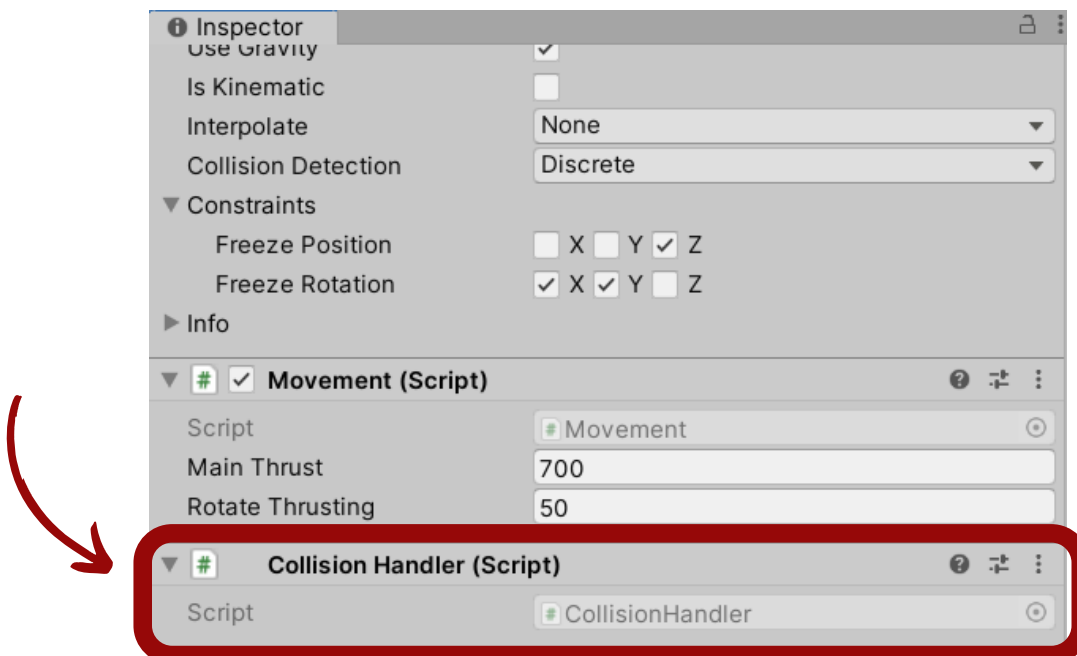 Inspector
Use Gravity
Is Kinematic
Interpolate None
Collision Detection Discrete
Constraints
Freeze Position X Y Z
Freeze Rotation X Y Z
Info
# Movement (Script)
Script # Movement
Main Thrust 700
Rotate Thrusting 50
# Collision Handler (Script)
Script # CollisionHandler